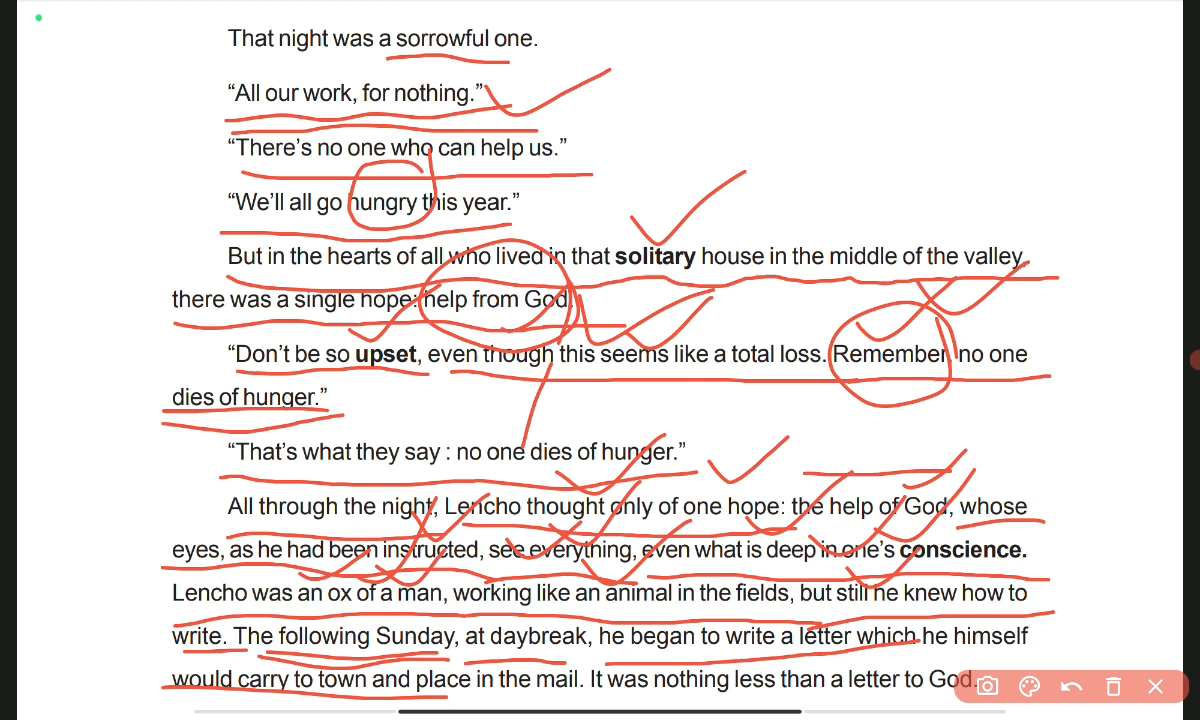 That night was a sorrowful one.
“All our work, for nothing.”
“There’s no one who can help us.”
“We’ll all go hungry this year.”
But in the hearts of all who lived in that solitary house in the middle of the valley,
there was a single hope: help from God.
“Don’t be so upset, even though this seems like a total loss. Remember, no one
dies of hunger.”
“That’s what they say : no one dies of hunger.”
All through the night, Lencho thought only of one hope: the help of God, whose
eyes, as he had been instructed, see everything, even what is deep in one’s conscience.
Lencho was an ox of a man, working like an animal in the fields, but still he knew how to
write. The following Sunday, at daybreak, he began to write a letter which he himself
would carry to town and place in the mail. It was nothing less than a letter to God.